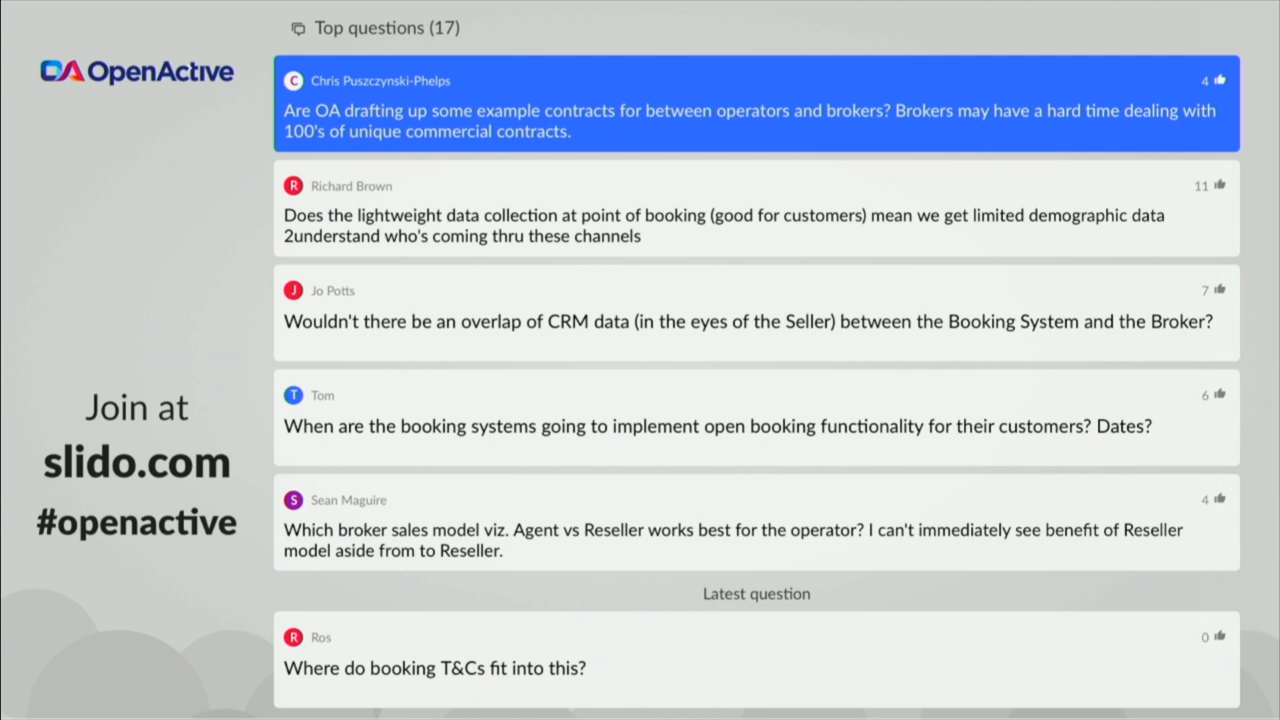 Top questions (17)
OpenActive
C Chris Puszczynski-Phelps 4
Are OA drafting up some example contracts for between operators and brokers? Brokers may have a hard time dealing with
100's of unique commercial contracts.
R Richard Brown 11
Does the lightweight data collection at point of booking (good for customers) mean we get limited demographic data
2understand who's coming thru these channels
J Jo Potts 7
Wouldn't there be an overlap of CRM data (in the eyes of the Seller) between the Booking System and the Broker?
T Tom 6
When are the booking systems going to implement open booking functionality for their customers? Dates?
S Sean Maguire 4
Which broker sales model viz. Agent vs Reseller works best for the operator? I can't immediately see benefit of Reseller
model aside from to Reseller.
Latest question
R Ros 0
Where do booking T&Cs fit into this?
Join at
slido.com
#openactive